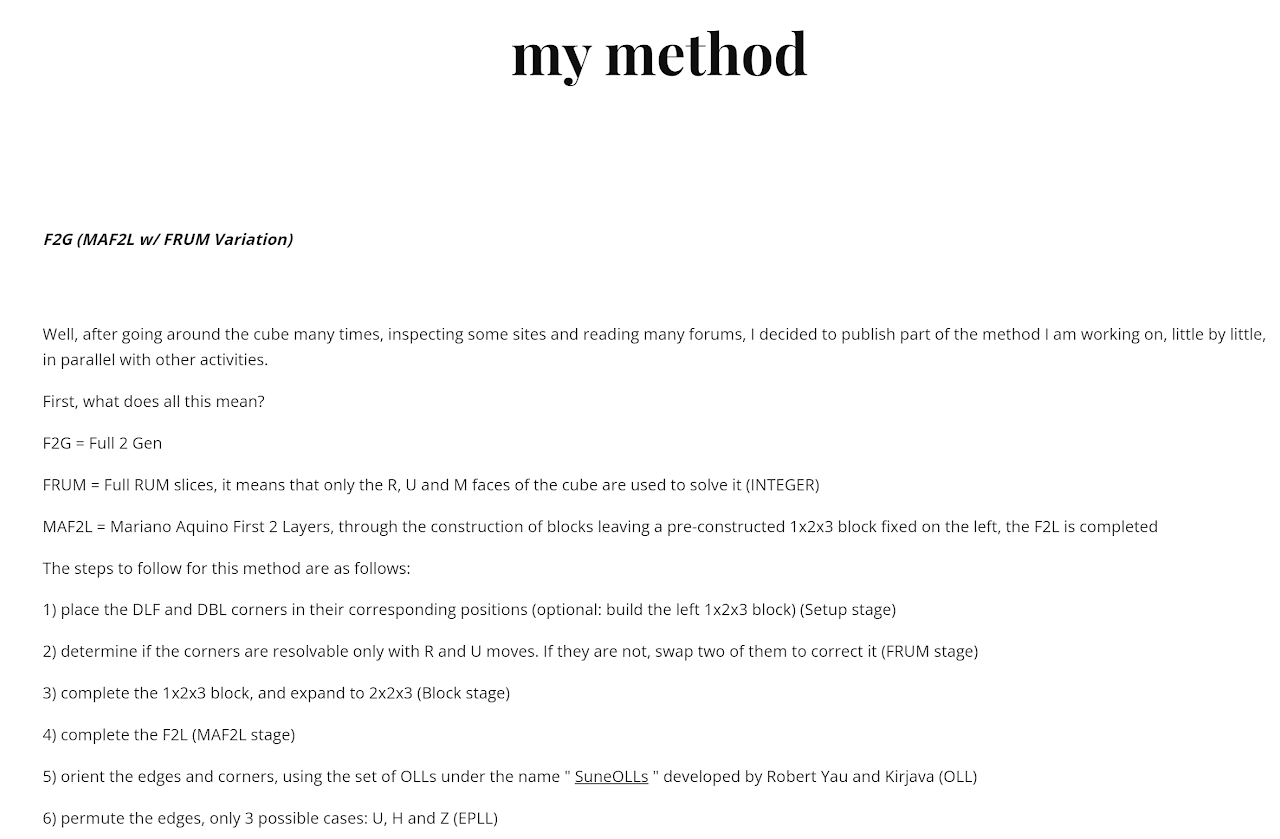 my method
F2G (MAF2L w/ FRUM Variation)
Well, after going around the cube many times, inspecting some sites and reading many forums, I decided to publish part of the method I am working on, little by little,
in parallel with other activities.
First, what does all this mean?
F2G = Full 2 Gen
FRUM = Full RUM slices, it means that only the R, U and M faces of the cube are used to solve it (INTEGER)
MAF2L = Mariano Aquino First 2 Layers, through the construction of blocks leaving a pre-constructed 1x2x3 block fixed on the left, the F2L is completed
The steps to follow for this method are as follows:
1) place the DLF and DBL corners in their corresponding positions (optional: build the left 1x2x3 block) (Setup stage)
2) determine if the corners are resolvable only with R and U moves. If they are not, swap two of them to correct it (FRUM stage)
3) complete the 1x2x3 block, and expand to 2x2x3 (Block stage)
4) complete the F2L (MAF2L stage)
5) orient the edges and corners, using the set of OLLs under the name " SuneOLLs " developed by Robert Yau and Kirjava (OLL)
6) permute the edges, only 3 possible cases: U, H and Z (EPLL)